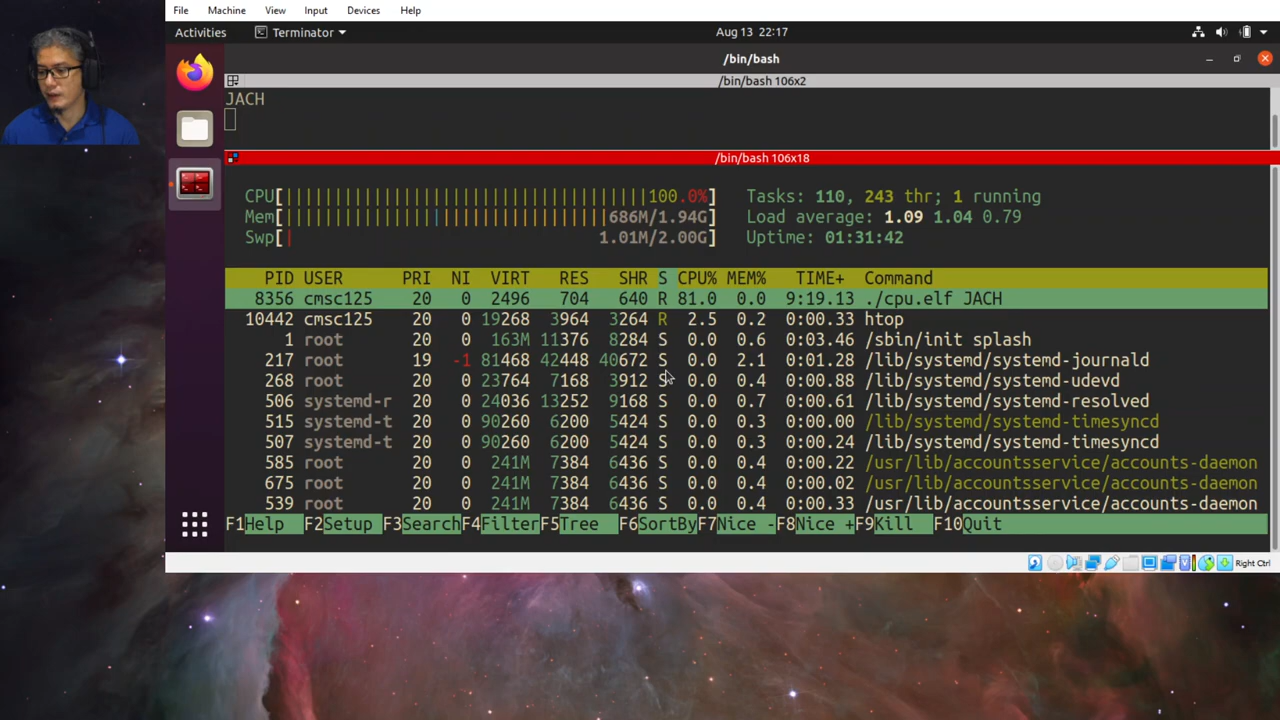 File Machine View Input Devices Help
Activities Terminator Aug 13 22:17
/bin/bash
/bin/bash 106x2
JACH
/bin/bash 106x18
CPU[|||||||||||||||||||||||||||||||||||100.0%] Tasks: 110, 243 thr; 1 running
Mem[|||||||||||||||||||||||||||||||686M/1.94G] Load average: 1.09 1.04 0.79
Swp[| 1.01M/2.00G] Uptime: 01:31:42
PID USER PRI NI VIRT RES SHR S CPU% MEM% TIME+ Command
8356 cmsc125 20 0 2496 704 640 R 81.0 0.0 9:19.13 ./cpu.elf JACH
10442 cmsc125 20 0 19268 3964 3264 R 2.5 0.2 0:00.33 htop
1 root 20 0 163M 11376 8284 S 0.0 0.6 0:03.46 /sbin/init splash
217 root 19 -1 81468 42448 40672 S 0.0 2.1 0:01.28 /lib/systemd/systemd-journald
268 root 20 0 23764 7168 3912 S 0.0 0.4 0:00.88 /lib/systemd/systemd-udevd
506 systemd-r 20 0 24036 13252 9168 S 0.0 0.7 0:00.61 /lib/systemd/systemd-resolved
515 systemd-t 20 0 90260 6200 5424 S 0.0 0.3 0:00.00 /lib/systemd/systemd-timesyncd
507 systemd-t 20 0 90260 6200 5424 S 0.0 0.3 0:00.24 /lib/systemd/systemd-timesyncd
585 root 20 0 241M 7384 6436 S 0.0 0.4 0:00.22 /usr/lib/accountsservice/accounts-daemon
675 root 20 0 241M 7384 6436 S 0.0 0.4 0:00.02 /usr/lib/accountsservice/accounts-daemon
539 root 20 0 241M 7384 6436 S 0.0 0.4 0:00.33 /usr/lib/accountsservice/accounts-daemon
F1Help F2Setup F3SearchF4FilterF5Tree F6SortByF7Nice -F8Nice +F9Kill F10Quit
Right Ctrl